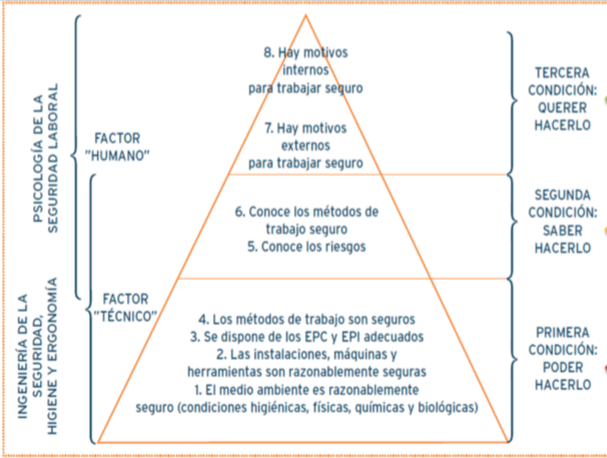 PSICOLOGÍA DE LA
SEGURIDAD LABORAL
INGENIERÍA DE LA
SEGURIDAD,
HIGIENE Y ERGONOMÍA
FACTOR
"HUMANO"
FACTOR
"TÉCNICO"
8. Hay motivos
internos
para trabajar seguro
7. Hay motivos
externos
para trabajar seguro
6. Conoce los métodos de
trabajo seguro
5. Conoce los riesgos
4. Los métodos de trabajo son seguros
3. Se dispone de los EPC y EPI adecuados
2. Las instalaciones, máquinas y
herramientas son razonablemente seguras
1. El medio ambiente es razonablemente
seguro (condiciones higiénicas, físicas, químicas y biológicas)
TERCERA
CONDICIÓN:
QUERER
HACERLO
SEGUNDA
CONDICIÓN:
SABER
HACERLO
PRIMERA
CONDICIÓN:
PODER
HACERLO